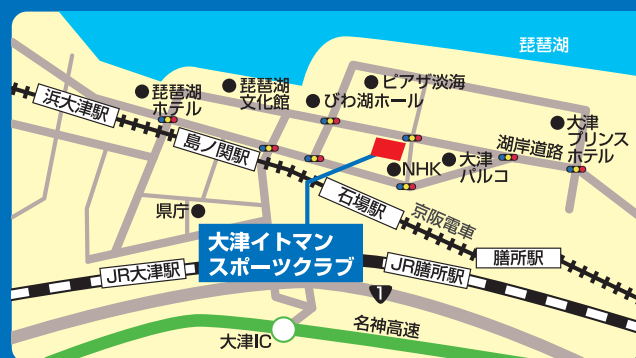 琵琶湖
浜大津駅
琵琶湖
ホテル
琵琶湖
文化館
びわ湖ホール
ピアザ淡海
大津
プリンス
ホテル
湖岸道路
島ノ関駅
NHK
大津
パルコ
石場駅
京阪電車
県庁
大津イトマン
スポーツクラブ
膳所駅
JR大津駅
JR膳所駅
1
名神高速
大津IC